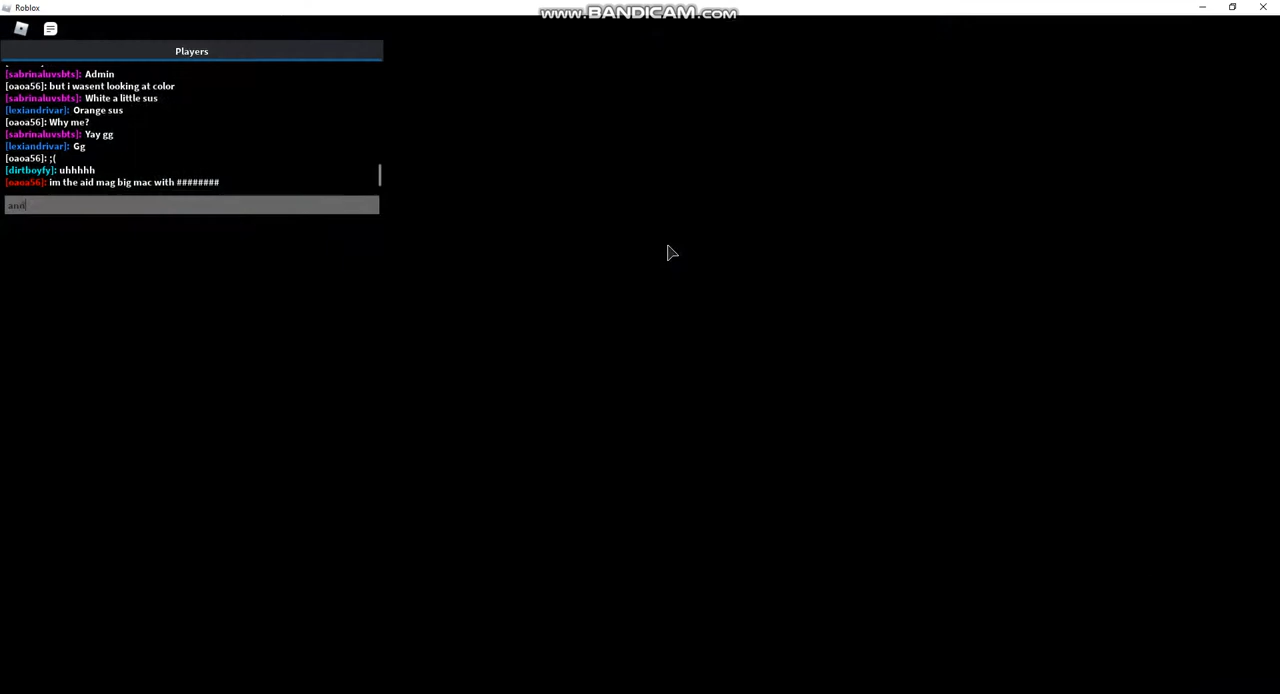 Roblox
www.BANDICAM.com
Players
[sabrinaluvsbts]: Admin
[oaoa56]: but i wasent looking at color
[sabrinaluvsbts]: White a little sus
[lexiandrivar]: Orange sus
[oaoa56]: Why me?
[sabrinaluvsbts]: Yay gg
[lexiandrivar]: Gg
[oaoa56]: ;(
[dirtboyfy]: uhhhhh
[oaoa56]: im the aid mag big mac with ########
and